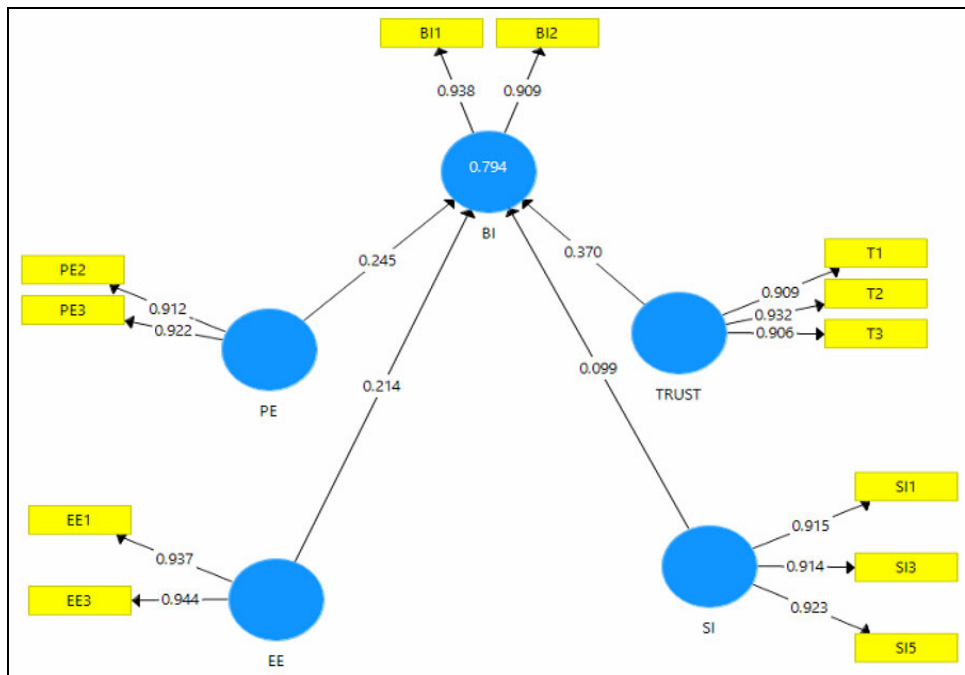 BI1 BI2
0.938 0.909
0.794
BI
0.245
0.370
PE2
PE3
0.912
0.922
PE
T1
T2
T3
0.909
0.932
0.906
TRUST
0.214
0.099
EE1
EE3
0.937
0.944
EE
SI1
SI3
SI5
0.915
0.914
0.923
SI